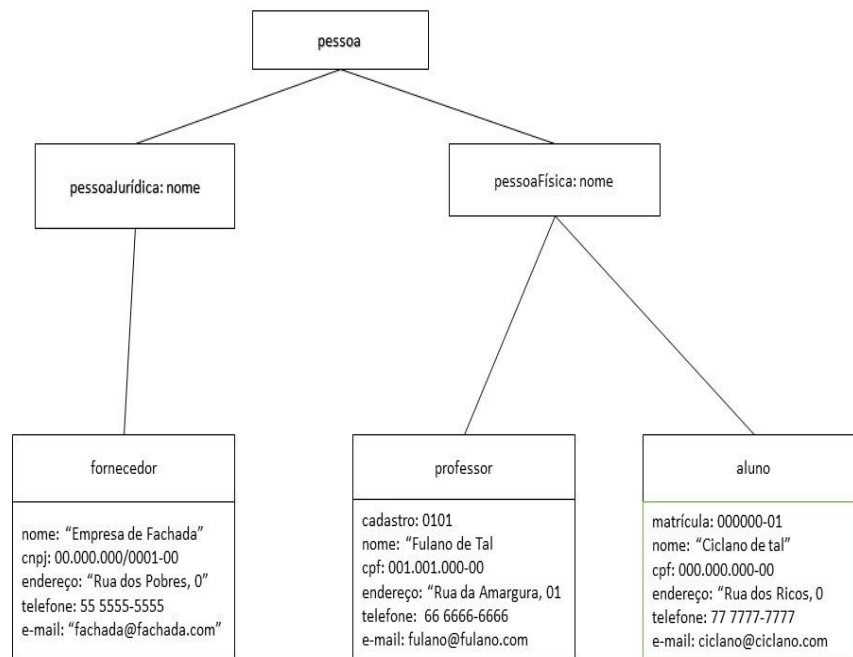 pessoa
pessoaJurídica: nome
pessoaFísica: nome
fornecedor
nome: “Empresa de Fachada”
cnpj: 00.000.000/0001-00
endereço: “Rua dos Pobres, 0”
telefone: 55 5555-5555
e-mail: “fachada@fachada.com”
professor
cadastro: 0101
nome: “Fulano de Tal
cpf: 001.001.000-00
endereço: “Rua da Amargura, 01
telefone: 66 6666-6666
e-mail: fulano@fulano.com
aluno
matrícula: 000000-01
nome: “Ciclano de tal”
cpf: 000.000.000-00
endereço: “Rua dos Ricos, 0
telefone: 77 7777-7777
e-mail: ciclano@ciclano.com